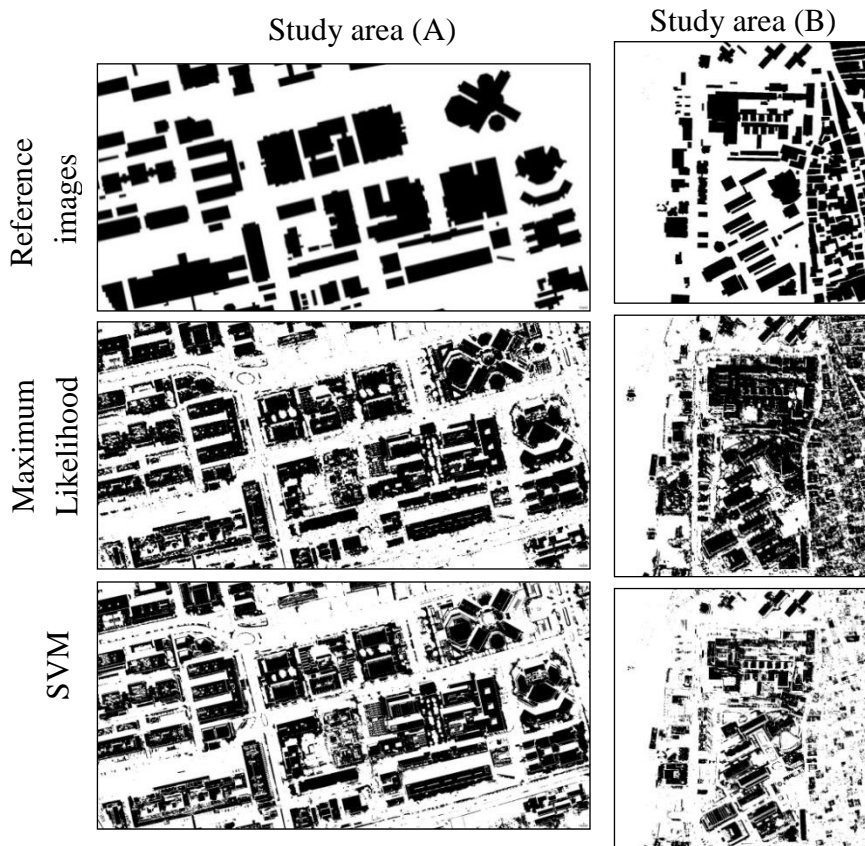 Study area (A)
Study area (B)
Reference
images
Maximum
Likelihood
SVM